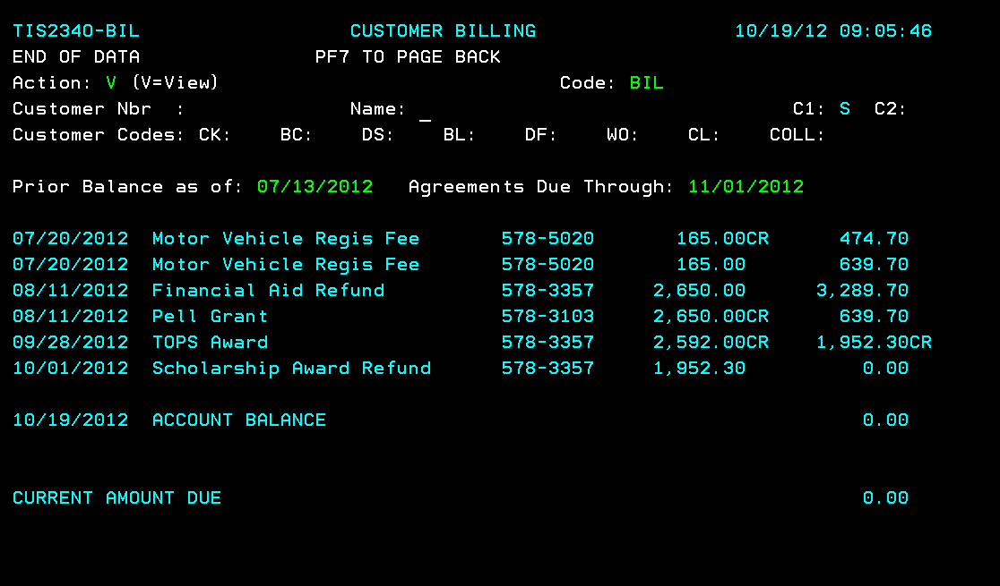 TIS234O-BIL CUSTOMER BILLING 10/19/12 09:05:46
END OF DATA PF7 TO PAGE BACK
Action: V (V=View) Code: BIL
Customer Nbr : Name: _ C1: S C2:
Customer Codes: CK: BC: DS: BL: DF: WO: CL: COLL:
Prior Balance as of: 07/13/2012 Agreements Due Through: 11/01/2012
07/20/2012 Motor Vehicle Regis Fee 578-5020 165.00CR 474.70
07/20/2012 Motor Vehicle Regis Fee 578-5020 165.00 639.70
08/11/2012 Financial Aid Refund 578-3357 2,650.00 3,289.70
08/11/2012 Pell Grant 578-3103 2,650.00CR 639.70
09/28/2012 TOPS Award 578-3357 2,592.00CR 1,952.30CR
10/01/2012 Scholarship Award Refund 578-3357 1,952.30 0.00
10/19/2012 ACCOUNT BALANCE 0.00
CURRENT AMOUNT DUE 0.00